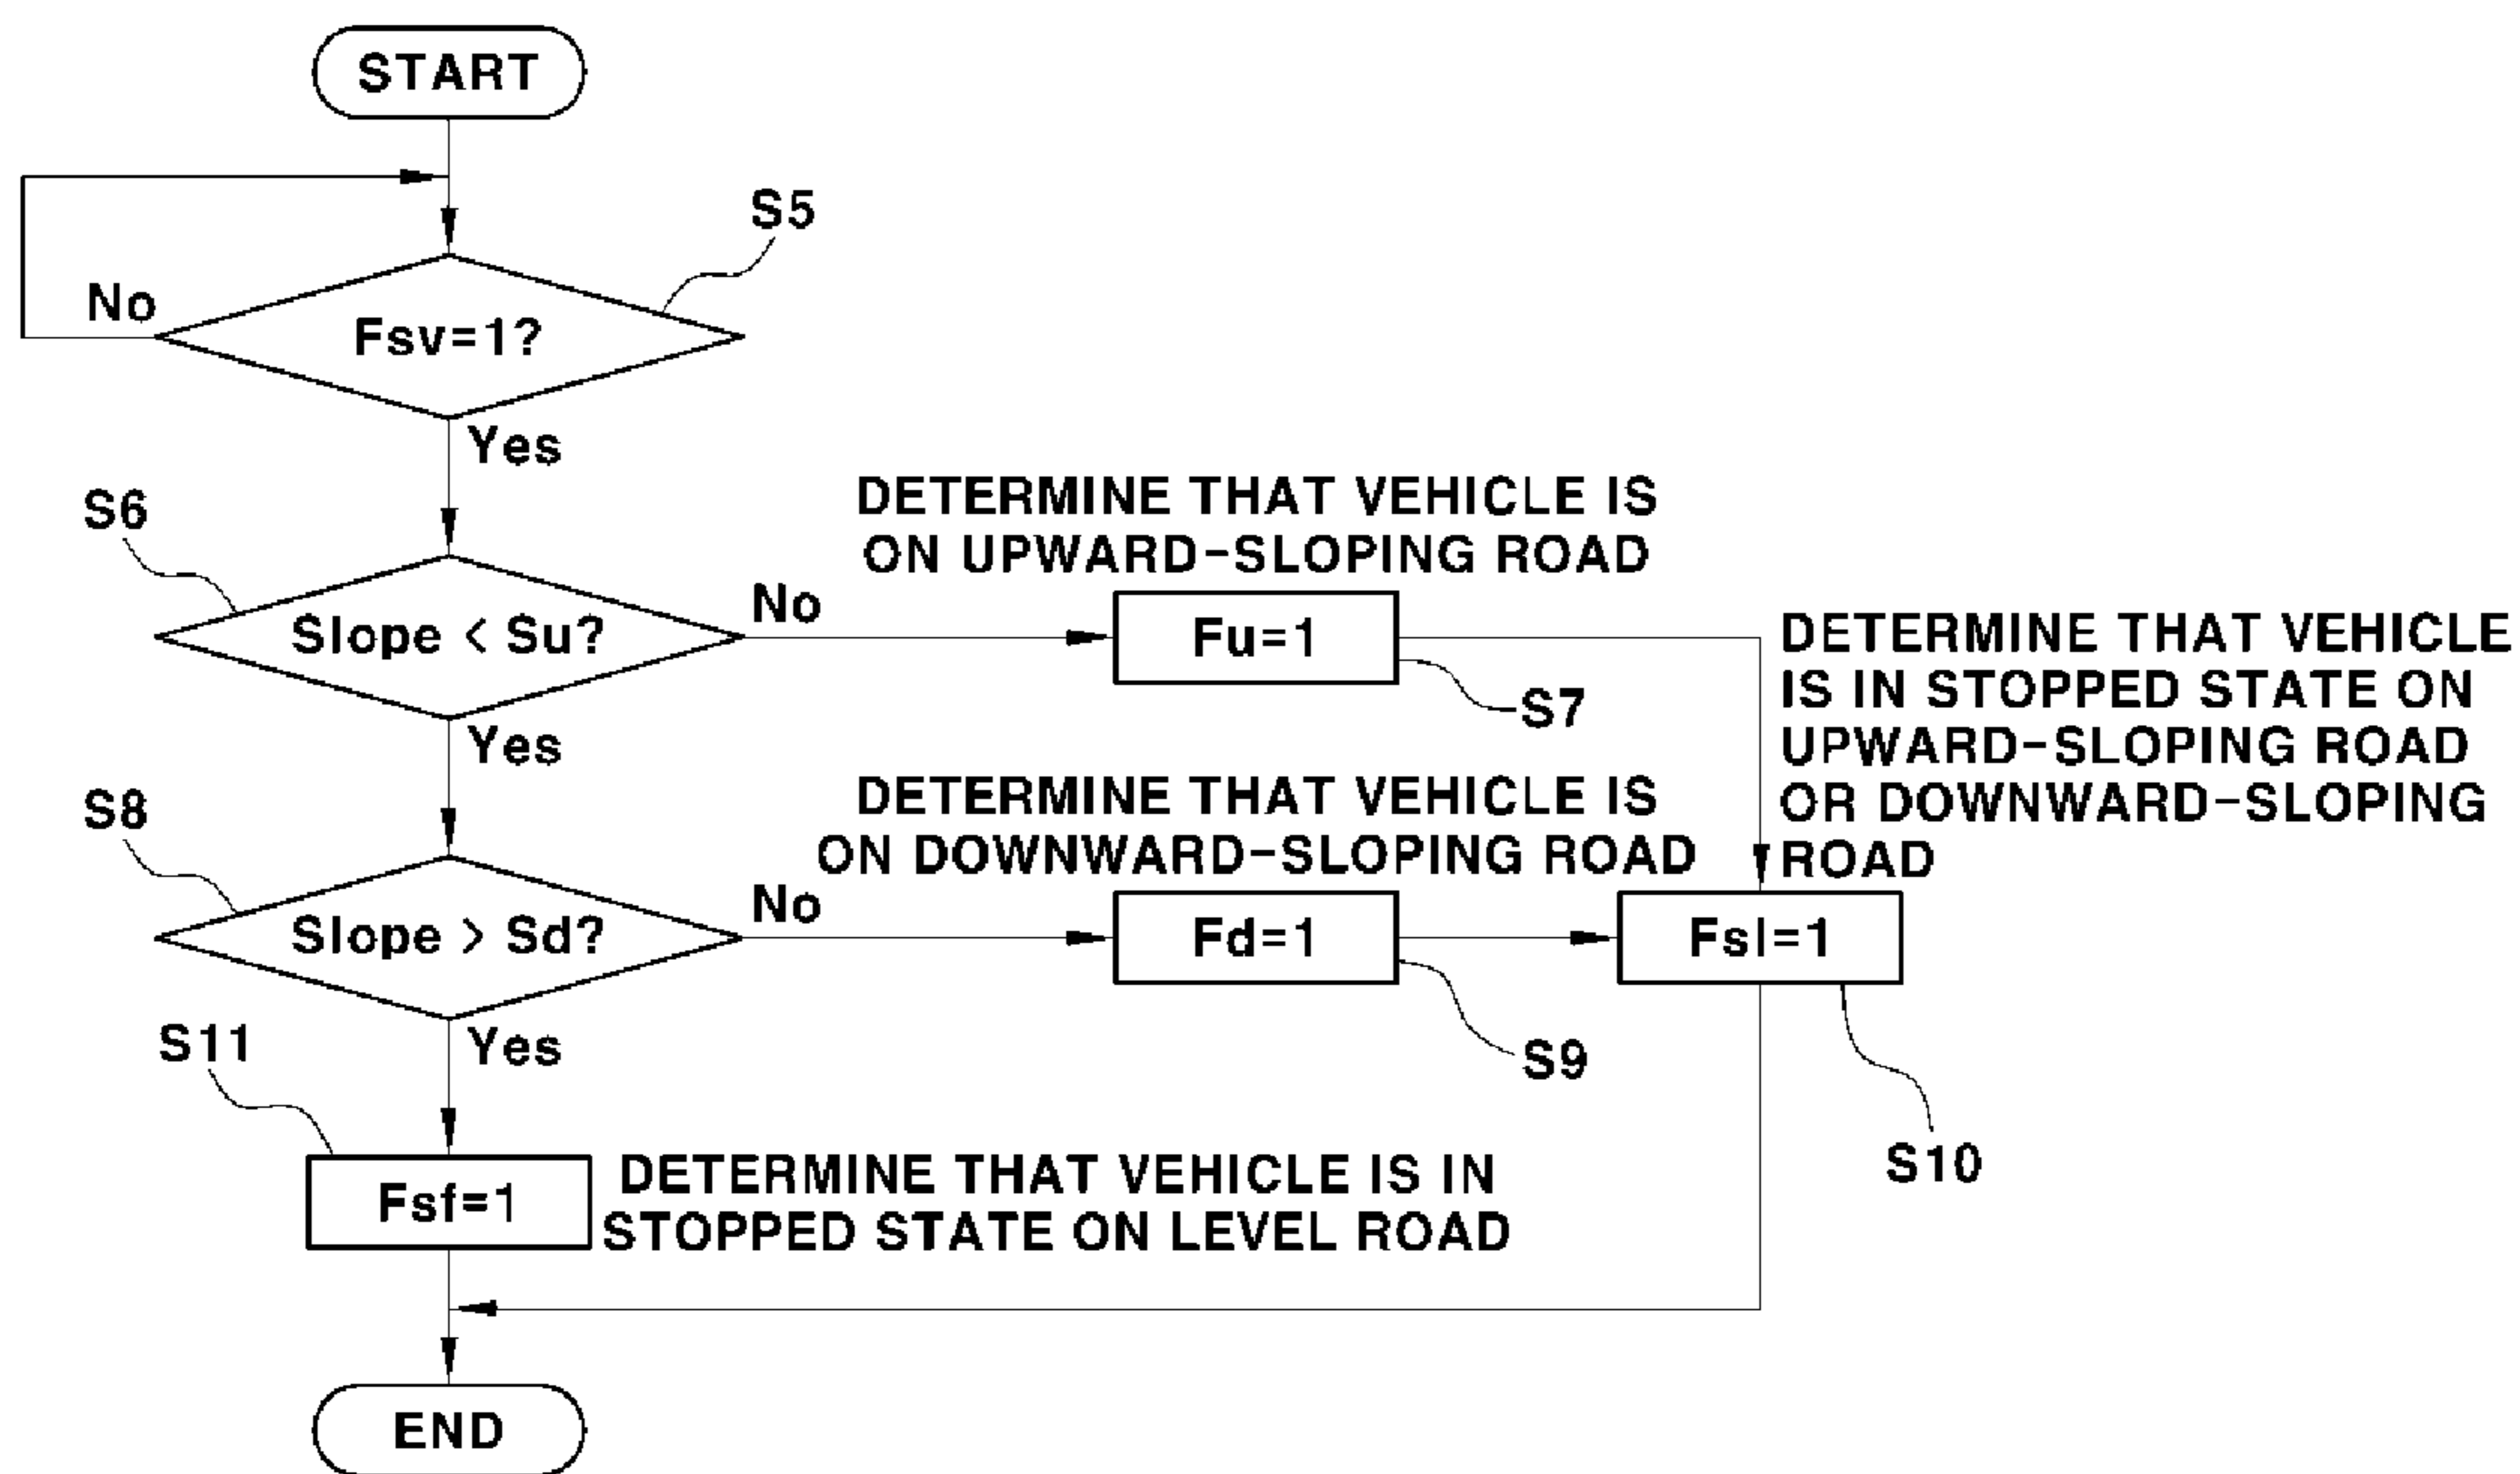 START
S5
No
Fsv=1?
Yes
S6
DETERMINE THAT VEHICLE IS
ON UPWARD-SLOPING ROAD
Slope < Su?
No
Fu=1
S7
DETERMINE THAT VEHICLE
IS IN STOPPED STATE ON
UPWARD-SLOPING ROAD
OR DOWNWARD-SLOPING
ROAD
Yes
S8
DETERMINE THAT VEHICLE IS
ON DOWNWARD-SLOPING ROAD
Slope > Sd?
No
Fd=1
Fsl=1
S9
S10
Yes
S11
Fsf=1
DETERMINE THAT VEHICLE IS IN
STOPPED STATE ON LEVEL ROAD
END